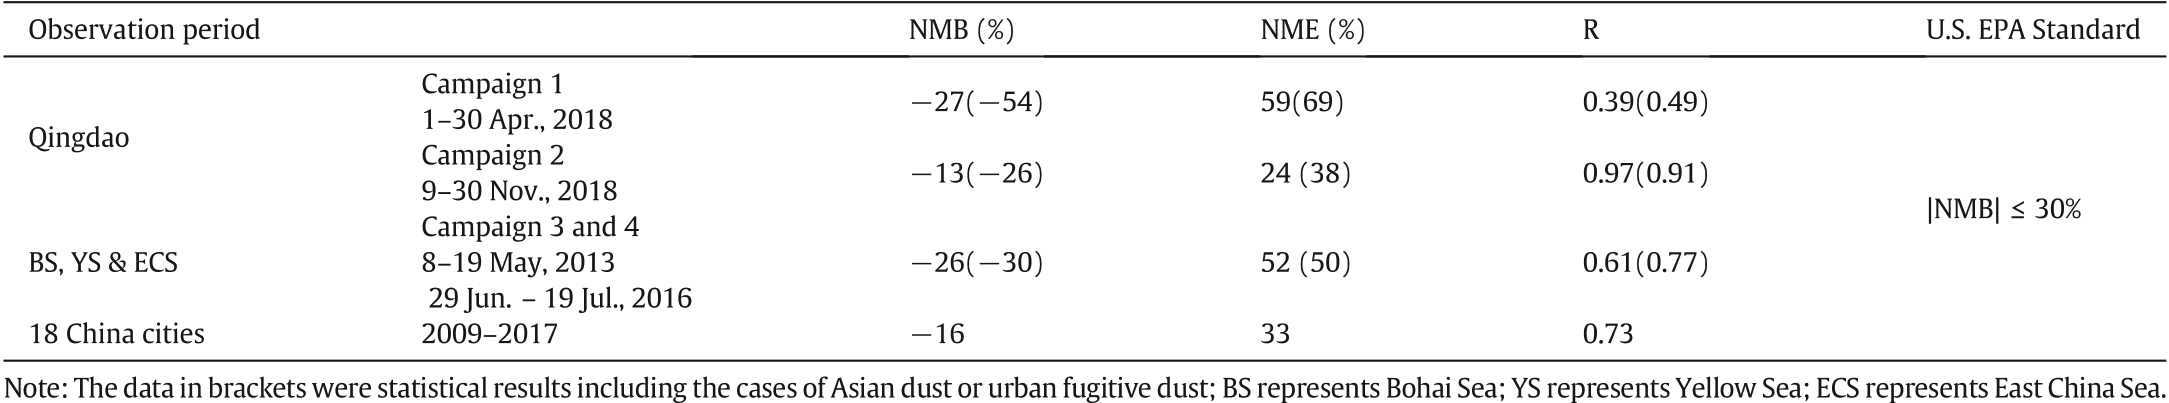 Observation period NMB (%) NME (%) R U.S. EPA Standard
Qingdao
Campaign 1
1–30 Apr., 2018
−27(−54) 59(69) 0.39(0.49)
Campaign 2
9–30 Nov., 2018
−13(−26) 24 (38) 0.97(0.91)
|NMB| ≤ 30%
BS, YS & ECS
Campaign 3 and 4
8–19 May, 2013
29 Jun. – 19 Jul., 2016
−26(−30) 52 (50) 0.61(0.77)
18 China cities 2009–2017 −16 33 0.73
Note: The data in brackets were statistical results including the cases of Asian dust or urban fugitive dust; BS represents Bohai Sea; YS represents Yellow Sea; ECS represents East China Sea.